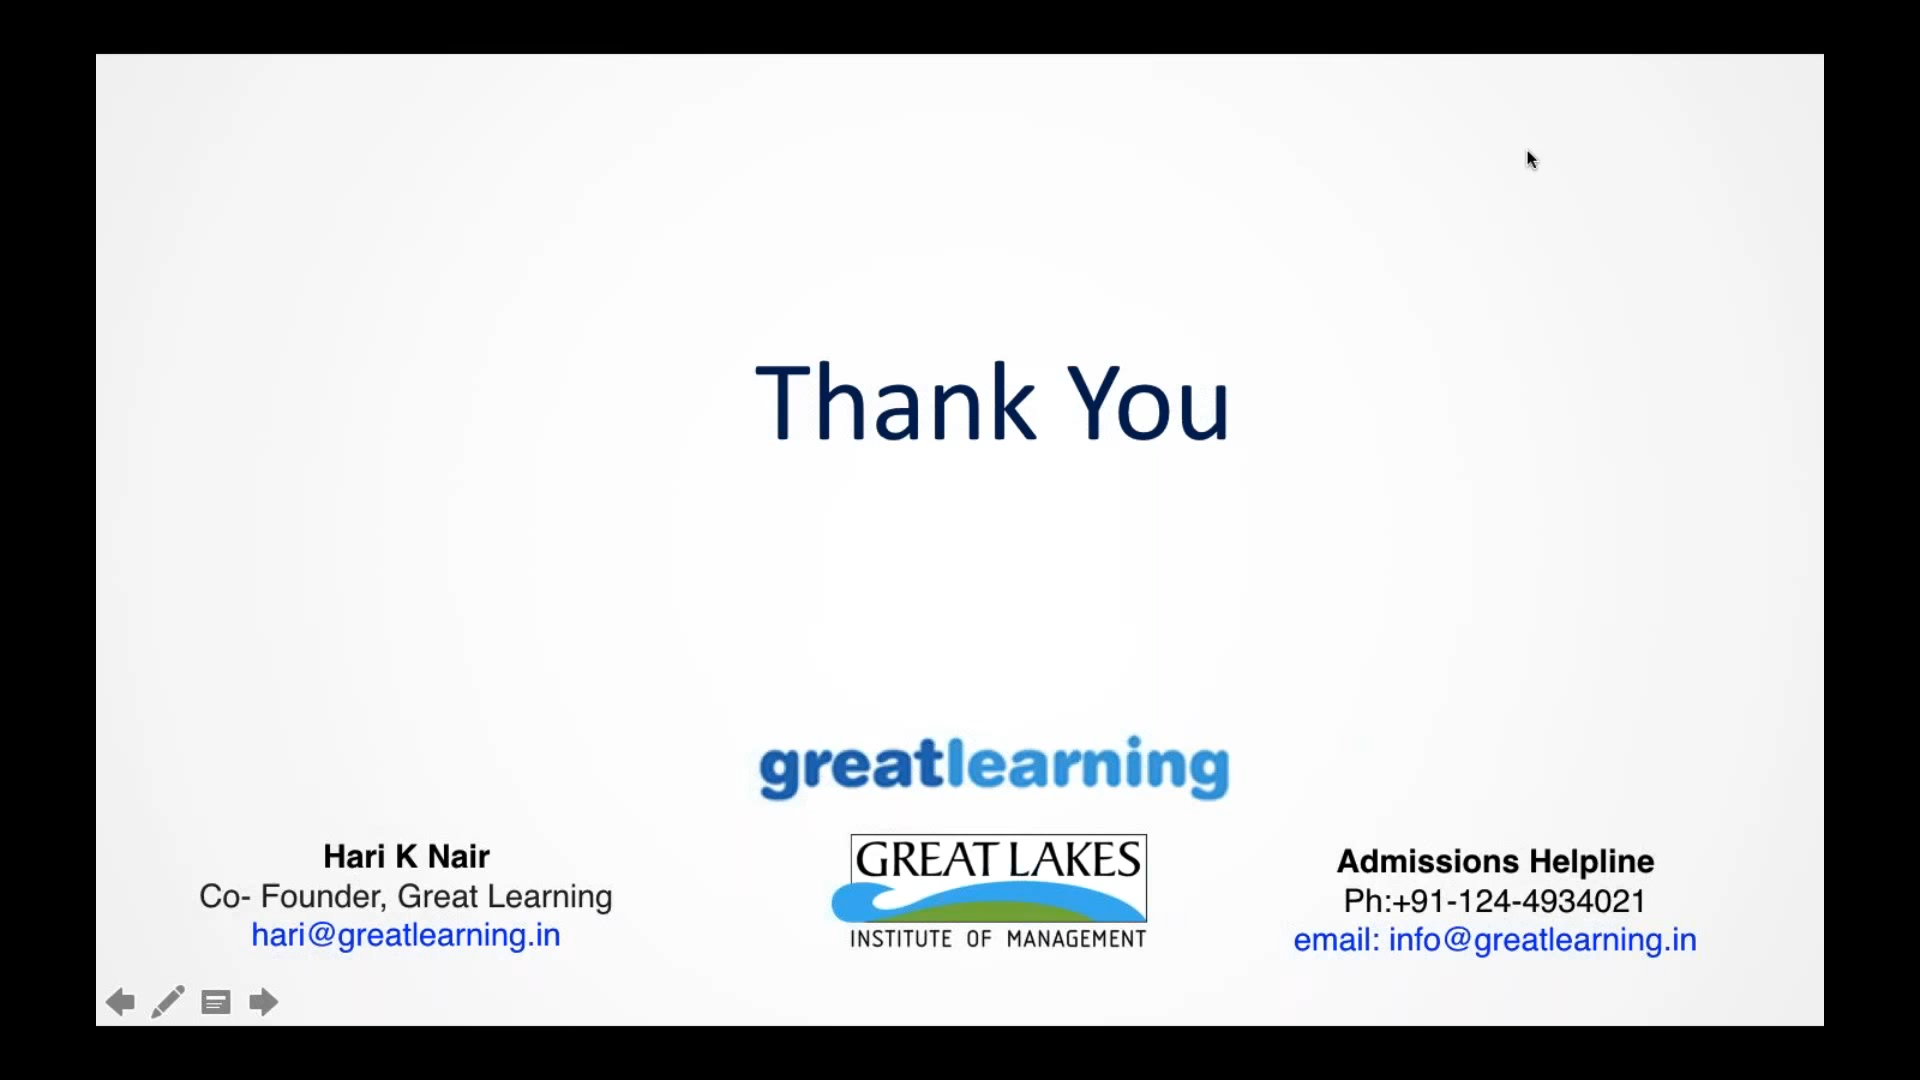 Thank You
greatlearning
Hari K Nair
Co- Founder, Great Learning
hari@greatlearning.in
GREAT LAKES
INSTITUTE OF MANAGEMENT
Admissions Helpline
Ph:+91-124-4934021
email: info@greatlearning.in